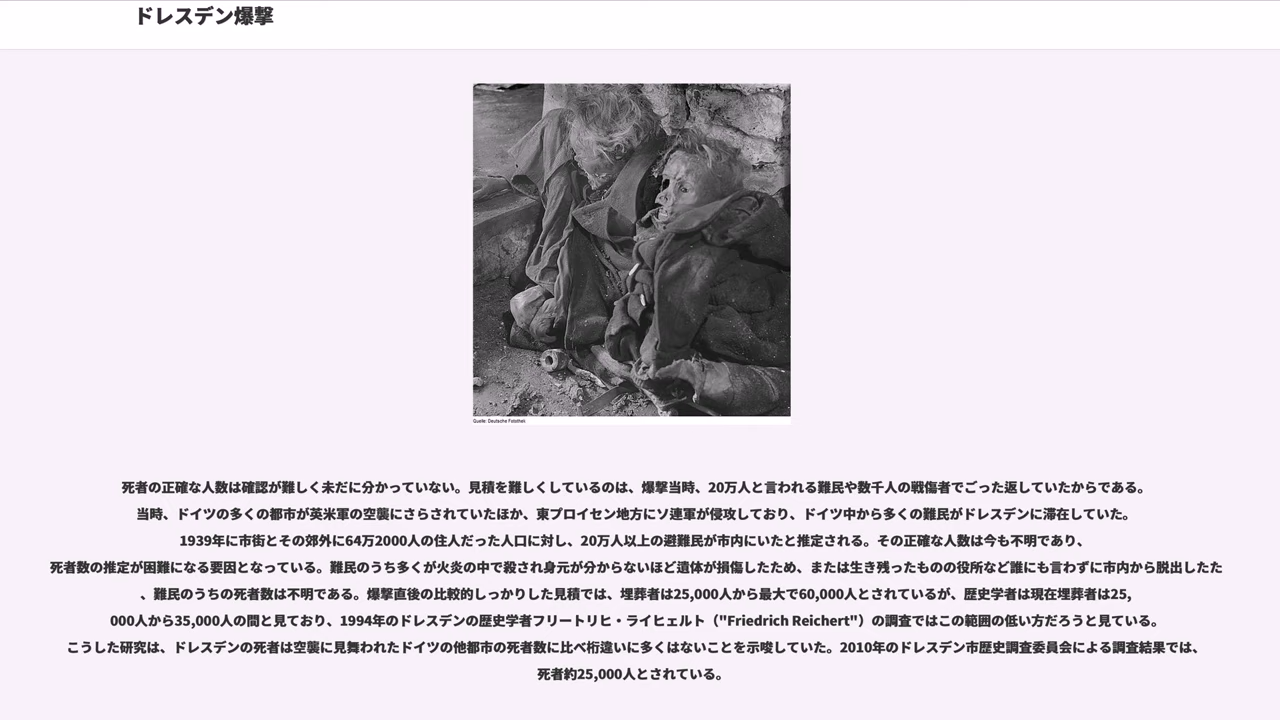 ドレスデン爆撃
Quelle: Deutsche Fotothek
死者の正確な人数は確認が難しく未だに分かっていない。見積を難しくしているのは、爆撃当時、20万人と言われる難民や数千人の戦傷者でごった返していたからである。
当時、ドイツの多くの都市が英米軍の空襲にさらされていたほか、東プロイセン地方にソ連軍が侵攻しており、ドイツ中から多くの難民がドレスデンに滞在していた。
1939年に市街とその郊外に64万2000人の住人だった人口に対し、20万人以上の避難民が市内にいたと推定される。その正確な人数は今も不明であり、
死者数の推定が困難になる要因となっている。難民のうち多くが火炎の中で殺され身元が分からないほど遺体が損傷したため、または生き残ったものの役所など誰にも言わずに市内から脱出したた
、難民のうちの死者数は不明である。爆撃直後の比較的しっかりした見積では、埋葬者は25,000人から最大で60,000人とされているが、歴史学者は現在埋葬者は25,
000人から35,000人の間と見ており、1994年のドレスデンの歴史学者フリートリヒ・ライヒェルト（"Friedrich Reichert"）の調査ではこの範囲の低い方だろうと見ている。
こうした研究は、ドレスデンの死者は空襲に見舞われたドイツの他都市の死者数に比べ桁違いに多くはないことを示唆していた。2010年のドレスデン市歴史調査委員会による調査結果では、
死者約25,000人とされている。